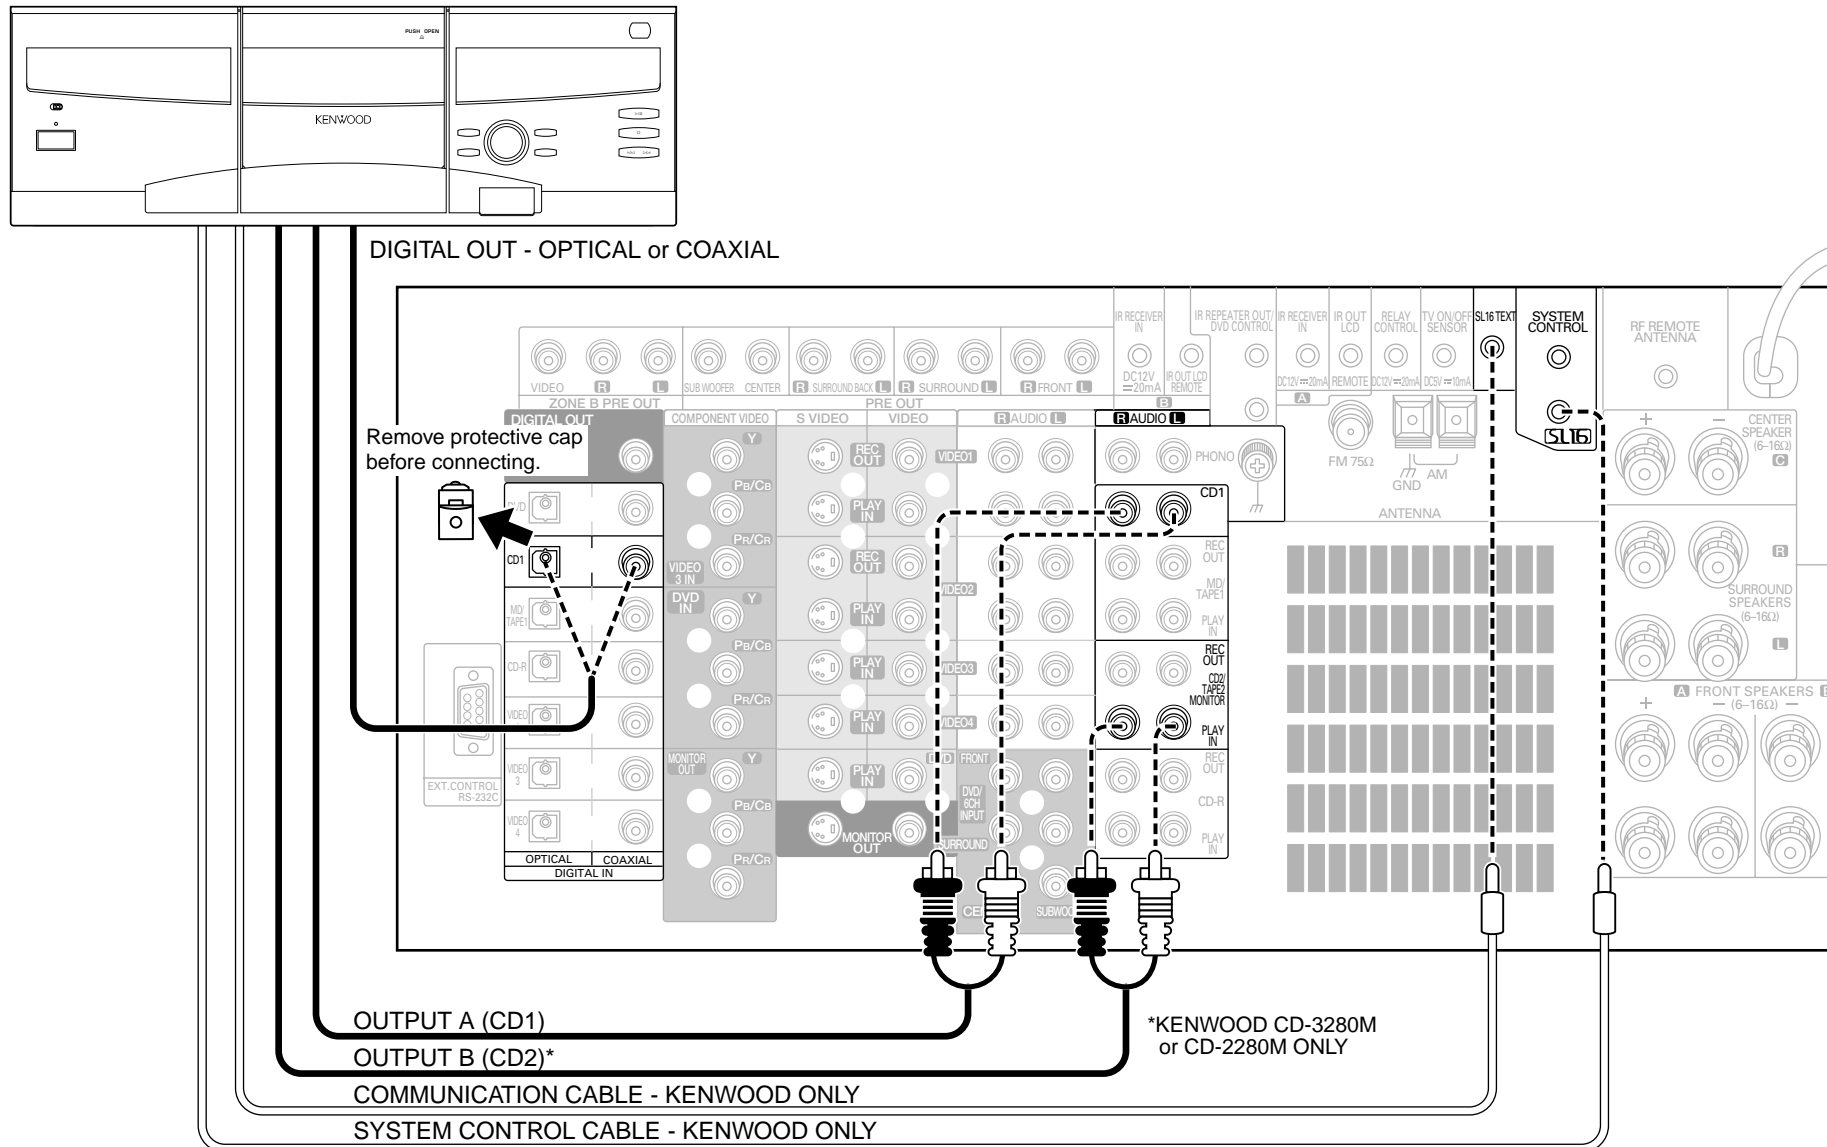 PUSH OPEN
KENWOOD
DIGITAL OUT - OPTICAL or COAXIAL
IR RECEIVER
IN
DC12V
20mA
IR OUT LCD
REMOTE
IR REPEATER OUT/
DVD CONTROL
B
IR RECEIVER
IN
DC12V 20mA
A
IR OUT
LCD
REMOTE
RELAY
CONTROL
DC12V 20mA
TV ON/OFF
SENSOR
DC5V 10mA
SL16 TEXT
SYSTEM
CONTROL
SL16
RF REMOTE
ANTENNA
VIDEO
R
L
ZONE B PRE OUT
SUB WOOFER
CENTER
R SURROUND BACK L
R SURROUND L
R FRONT L
PRE OUT
DIGITAL OUT
COMPONENT VIDEO
S VIDEO
VIDEO
R AUDIO L
R AUDIO L
Remove protective cap
before connecting.
Y
PB/CB
PR/CR
VIDEO
3 IN
DVD
IN
Y
PB/CB
PR/CR
MONITOR
OUT
Y
PB/CB
PR/CR
REC
OUT
PLAY
IN
REC
OUT
PLAY
IN
PLAY
IN
PLAY
IN
PLAY
IN
MONITOR
OUT
VIDEO1
VIDEO2
VIDEO3
VIDEO4
DVD
FRONT
DVD/
6CH
INPUT
SURROUND
PHONO
CD1
REC
OUT
MD/
TAPE1
PLAY
IN
REC
OUT
CD2/
TAPE2
MONITOR
PLAY
IN
REC
OUT
CD-R
PLAY
IN
CD1
MD/
TAPE1
CD-R
VIDEO
3
VIDEO
4
OPTICAL
COAXIAL
DIGITAL IN
EXT.CONTROL
RS-232C
FM 75Ω
GND
AM
ANTENNA
+
–
CENTER
SPEAKER
(6–16Ω)
C
R
SURROUND
SPEAKERS
(6–16Ω)
L
A FRONT SPEAKERS B
+ – (6–16Ω) –
OUTPUT A (CD1)
OUTPUT B (CD2)*
*KENWOOD CD-3280M
or CD-2280M ONLY
COMMUNICATION CABLE - KENWOOD ONLY
SYSTEM CONTROL CABLE - KENWOOD ONLY